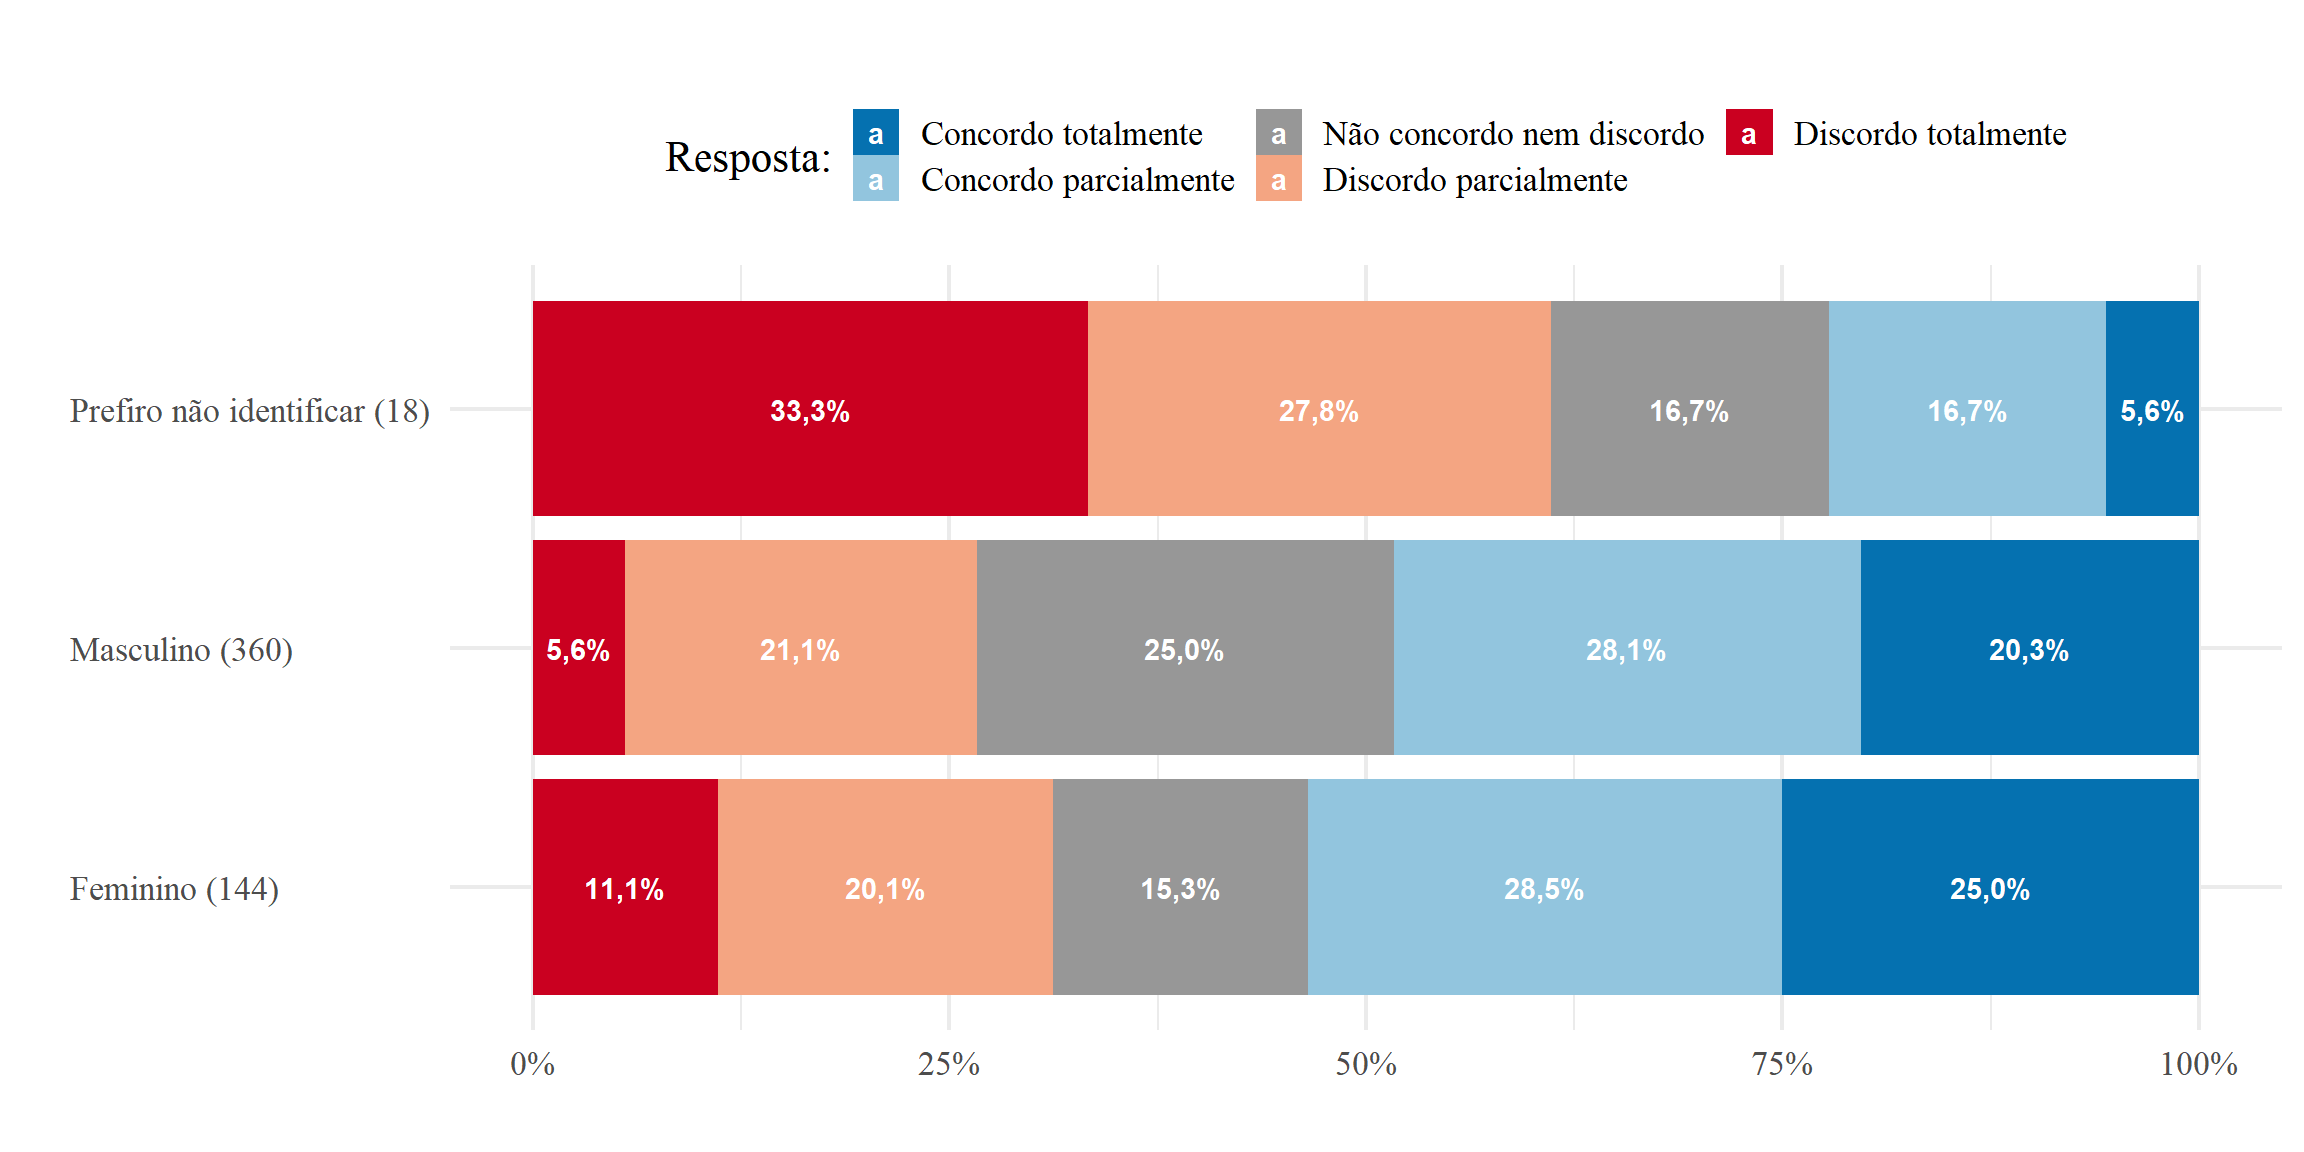 Resposta:
a Concordo totalmente a Não concordo nem discordo a Discordo totalmente
a Concordo parcialmente a Discordo parcialmente
Prefiro não identificar (18) 33,3% 27,8% 16,7% 16,7% 5,6%
Masculino (360) 5,6% 21,1% 25,0% 28,1% 20,3%
Feminino (144) 11,1% 20,1% 15,3% 28,5% 25,0%
0% 25% 50% 75% 100%